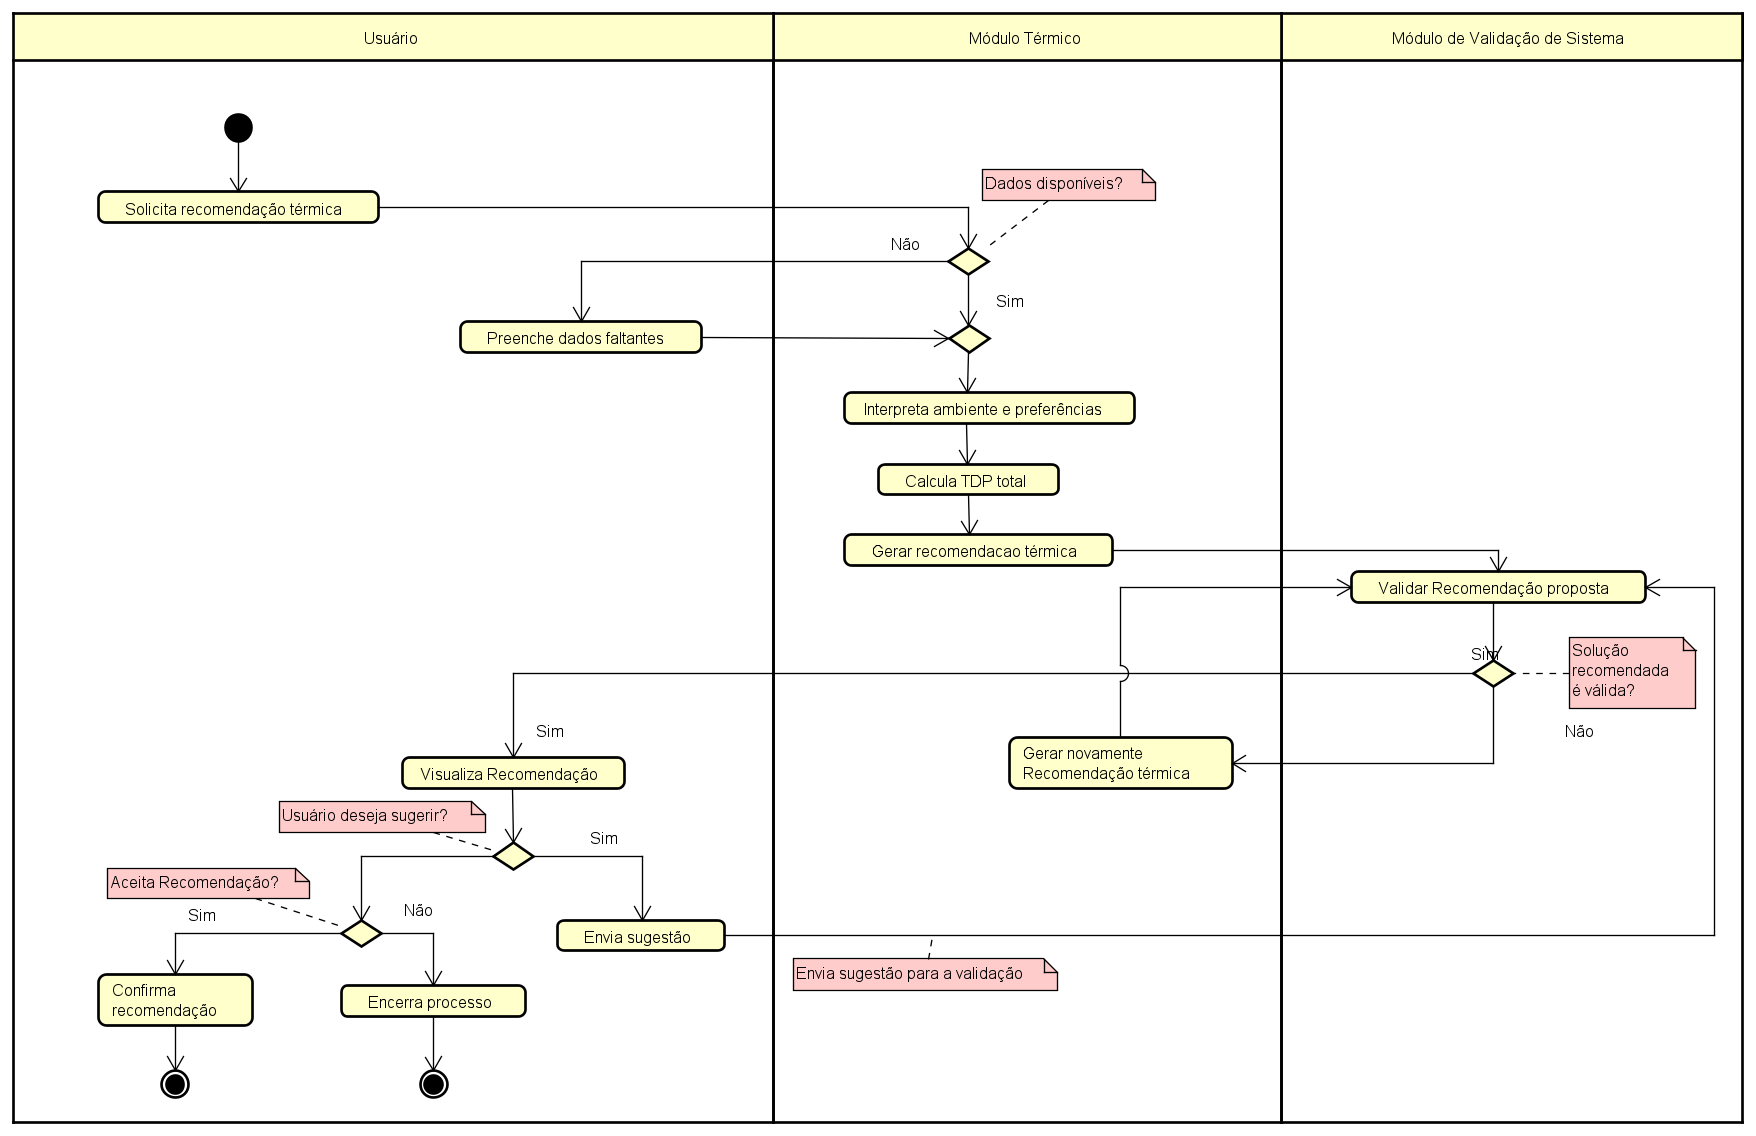 Usuário
Módulo Térmico
Módulo de Validação de Sistema
Dados disponíveis?
Solicita recomendação térmica
Não
Sim
Preenche dados faltantes
Interpreta ambiente e preferências
Calcula TDP total
Gerar recomendacao térmica
Validar Recomendação proposta
Sim
Solução
recomendada
é válida?
Não
Sim
Gerar novamente
Recomendação térmica
Visualiza Recomendação
Usuário deseja sugerir?
Sim
Aceita Recomendação?
Sim
Não
Envia sugestão
Envia sugestão para a validação
Confirma
recomendação
Encerra processo